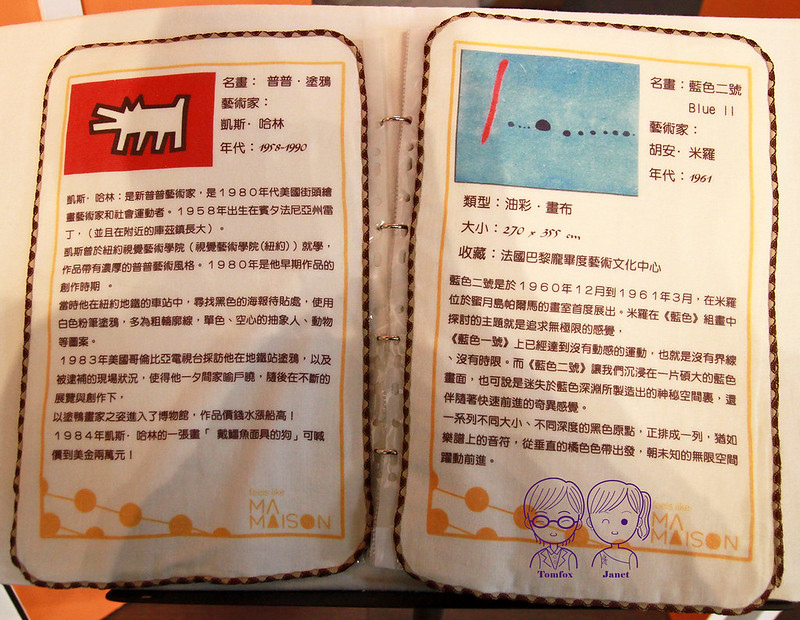 名畫： 普普．塗鴉
藝術家：
凱斯．哈林
年代：1958-1990
凱斯．哈林：是新普普藝術家，是1980年代美國街頭繪
畫藝術家和社會運動者。1958年出生在賓夕法尼亞州雷
丁，（並且在附近的庫茲鎮長大）。
凱斯普於紐約視覺藝術學院（視覺藝術學院(紐約)）就學，
作品帶有濃厚的普普藝術風格。1980年是他早期作品的
創作時期 。
當時他在紐約地鐵的車站中，尋找黑色的海報待貼處，使用
白色粉筆塗鴉，多為粗輪廓線，單色、空心的抽象人、動物
等圖案。
1983年美國哥倫比亞電視台採訪他在地鐵站塗鴉，以及
被逮補的現場狀況，使得他一夕間家喻戶曉，隨後在不斷的
展覽與創作下，
以塗鴨畫家之姿進入了博物館，作品價錢水漲船高！
1984年凱斯．哈林的一張畫「 戴鱷魚面具的狗」可喊
價到美金兩萬元！
looks like
MA
MAISON
名畫：藍色二號
Blue II
藝術家：
胡安．米羅
年代：1961
類型：油彩．畫布
大小：270 x 355 cm
收藏：法國巴黎龐畢度藝術文化中心
藍色二號是於1960年12月到1961年3月，在米羅
位於蜜月島帕爾馬的畫室首度展出。米羅在《藍色》組畫中
探討的主題就是追求無極限的感覺，
《藍色一號》上已經達到沒有動感的運動，也就是沒有界線
、沒有時限。而《藍色二號》讓我們沉浸在一片碩大的藍色
畫面，也可說是迷失於藍色深淵所製造出的神秘空間裏，還
伴隨著快速前進的奇異感覺。
一系列不同大小、不同深度的黑色原點，正排成一列，猶如
樂譜上的音符，從垂直的橘色色帶出發，朝未知的無限空間
躍動前進。
looks like
MA
MAISON
Tomfox
Janet